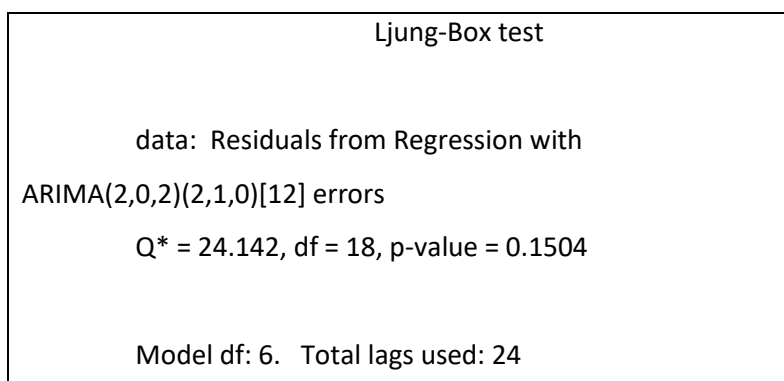 Ljung-Box test
data: Residuals from Regression with
ARIMA(2,0,2)(2,1,0)[12] errors
Q* = 24.142, df = 18, p-value = 0.1504
Model df: 6. Total lags used: 24